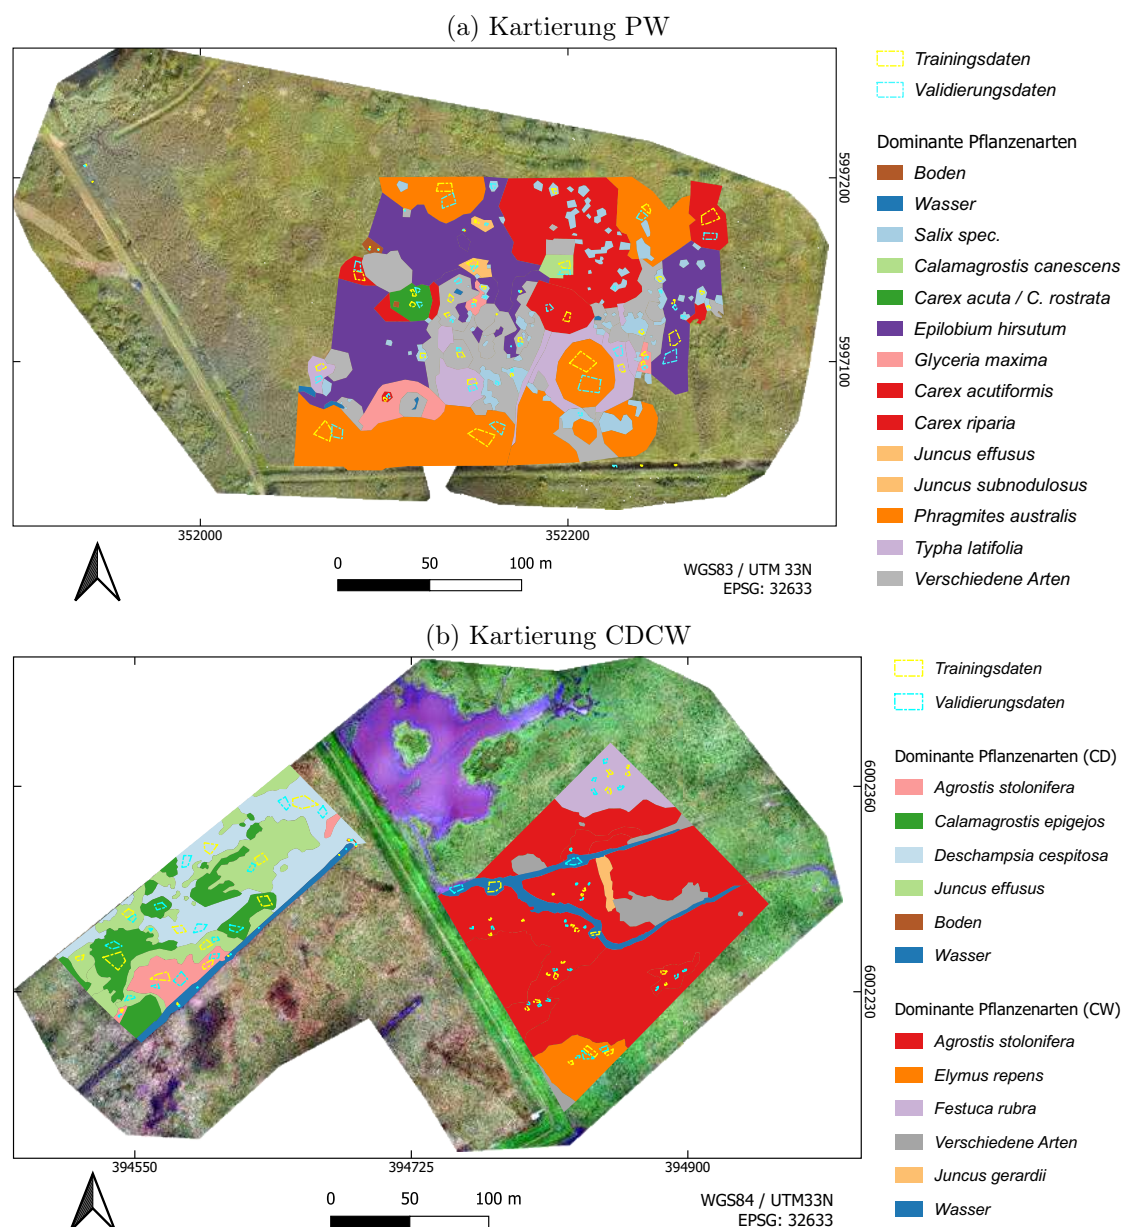 (a) Kartierung PW
Trainingsdaten
Validierungsdaten
Dominante Pflanzenarten
Boden
Wasser
Salix spec.
Calamagrostis canescens
Carex acuta / C. rostrata
Epilobium hirsutum
Glyceria maxima
Carex acutiformis
Carex riparia
Juncus effusus
Juncus subnodulosus
Phragmites australis
Typha latifolia
Verschiedene Arten
5997200
5997100
352000
352200
0 50 100 m
WGS83 / UTM 33N
EPSG: 32633
(b) Kartierung CDCW
Trainingsdaten
Validierungsdaten
Dominante Pflanzenarten (CD)
Agrostis stolonifera
Calamagrostis epigejos
Deschampsia cespitosa
Juncus effusus
Boden
Wasser
Dominante Pflanzenarten (CW)
Agrostis stolonifera
Elymus repens
Festuca rubra
Verschiedene Arten
Juncus gerardii
Wasser
6002360
6002230
394550
394725
394900
0 50 100 m
WGS84 / UTM33N
EPSG: 32633